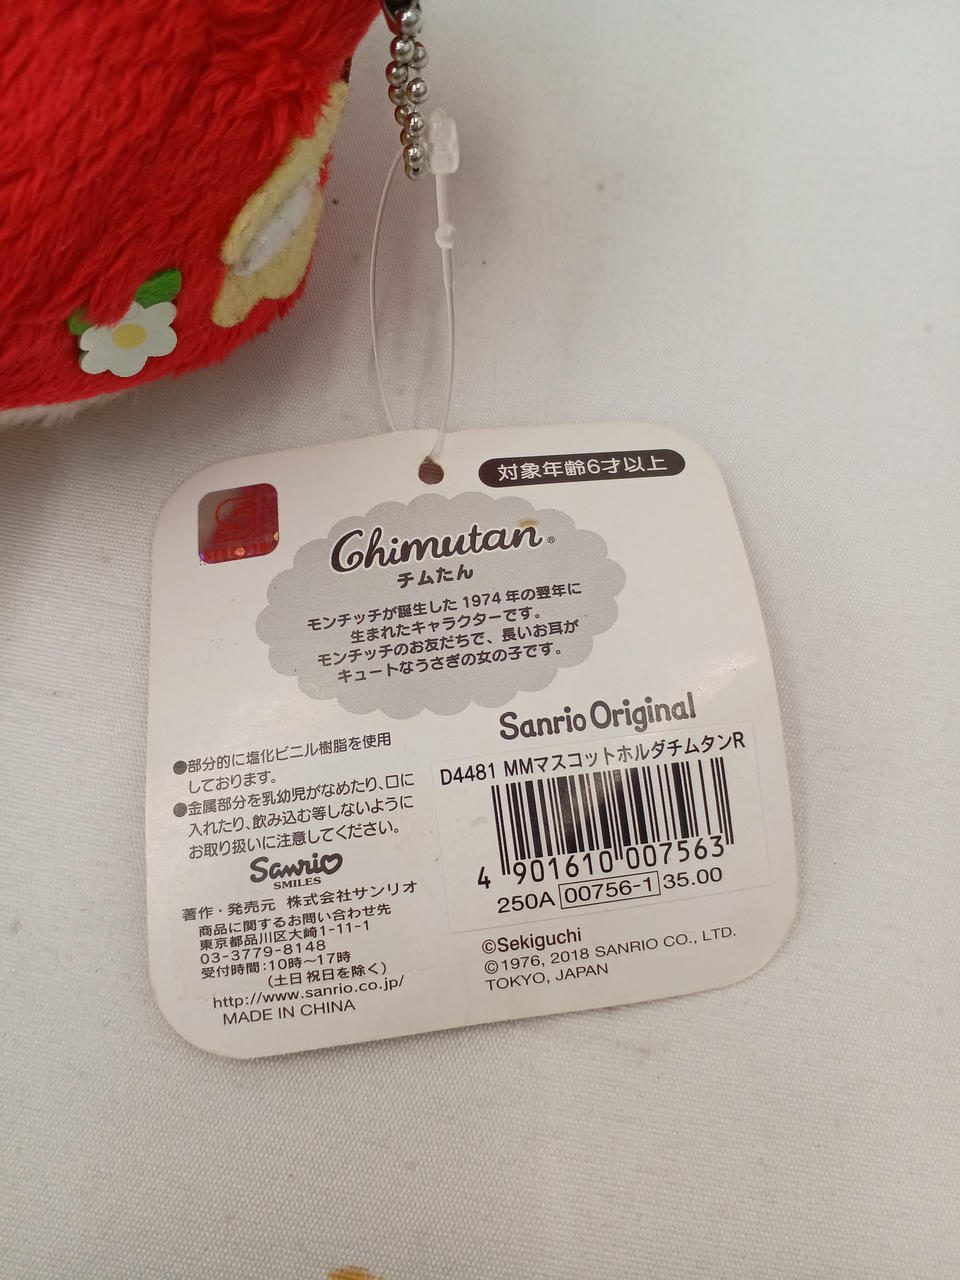 対象年齢6才以上
Chimutan®
チムたん
モンチッチが誕生した1974年の翌年に
生まれたキャラクターです。
モンチッチのお友だちで、長いお耳が
キュートなうさぎの女の子です。
Sanrio Original
●部分的に塩化ビニル樹脂を使用
しております。
●金属部分を乳幼児がなめたり、口に
入れたり、飲み込む等しないように
お取り扱いに注意してください。
D4481 MMマスコットホルダチムタンR
4 901610 007563
250A 00756-1 35.00
Sanrio
SMILES
著作・発売元 株式会社サンリオ
商品に関するお問い合わせ先
東京都品川区大崎1-11-1
03-3779-8148
受付時間:10時〜17時
(土日祝日を除く)
http://www.sanrio.co.jp/
MADE IN CHINA
©Sekiguchi
©1976, 2018 SANRIO CO., LTD.
TOKYO, JAPAN